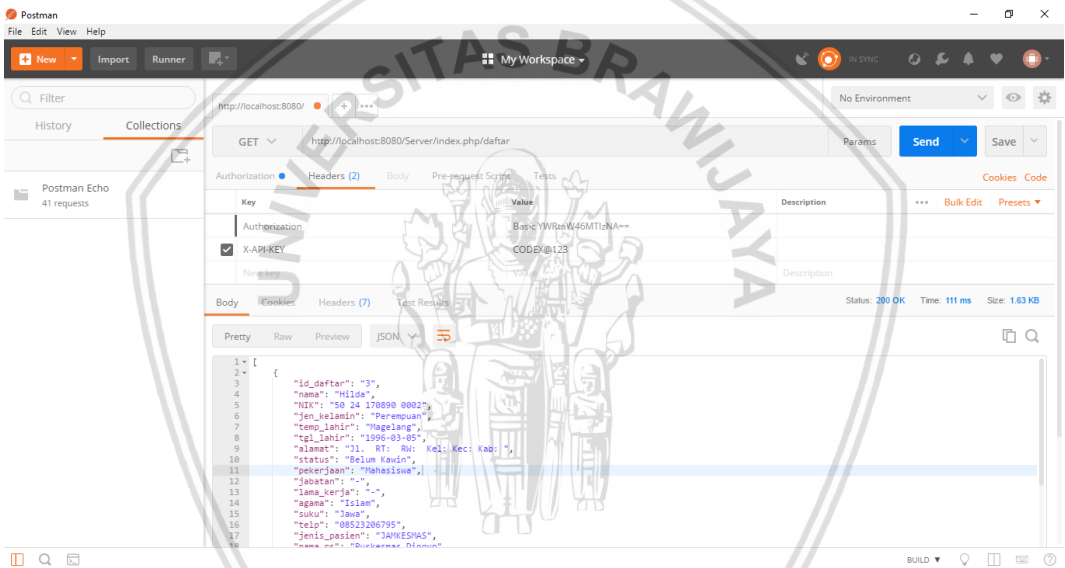 Postman
File Edit View Help
New Import Runner My Workspace IN SYNC
Filter
History Collections
Postman Echo
41 requests
http://localhost:8080/ No Environment
GET http://localhost:8080/Server/index.php/daftar Params Send Save
Authorization Headers (2) Body Pre-request Script Tests Cookies Code
Key Value Description Bulk Edit Presets
Authorization
X-API-KEY CODEX@123
New key Value Description
Body Cookies Headers (7) Test Results Status: 200 OK Time: 111 ms Size: 1.63 KB
Pretty Raw Preview JSON
1 [
2 {
3 "id_daftar": "3",
4 "nama": "Hilda",
5 "NIK": "50 24 170890 0002",
6 "jen_kelamin": "Perempuan",
7 "temp_lahir": "Magelang",
8 "tgl_lahir": "1996-03-05",
9 "alamat": "Jl. RT: RW: Kel: Kec: Kab: ",
10 "status": "Belum Kawin",
11 "pekerjaan": "Mahasiswa",
12 "jabatan": "-",
13 "lama_kerja": "-",
14 "agama": "Islam",
15 "suku": "Jawa",
16 "telp": "08523206795",
17 "jenis_pasien": "JAMKESMAS",
18 "nama_rs": "Puskesmas Dinoyo"
BUILD
UNIVERSITAS BRAWIJAYA